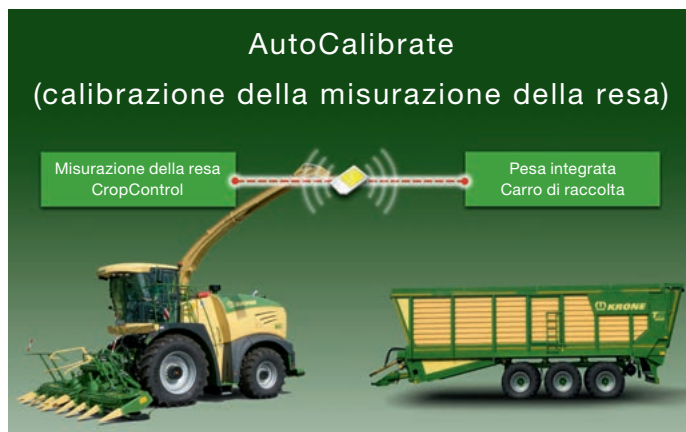 AutoCalibrate
(calibrazione della misurazione della resa)
Misurazione della resa
CropControl
Pesa integrata
Carro di raccolta
KRONE